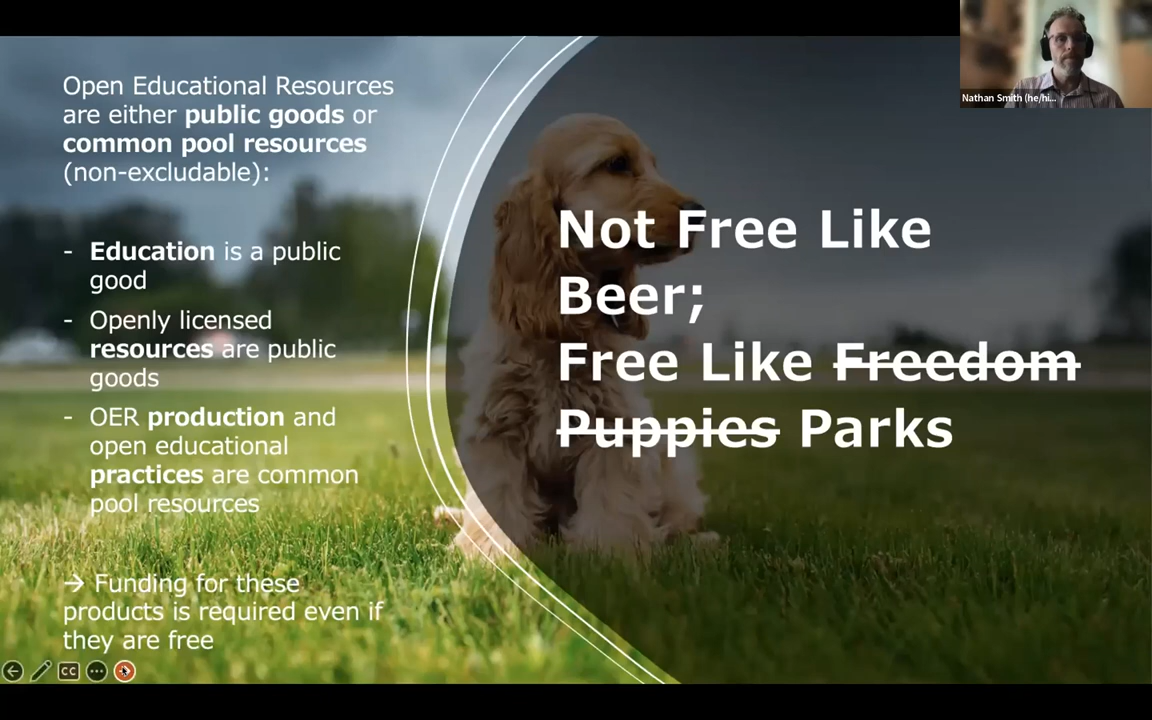 Open Educational Resources
are either public goods or
common pool resources
(non-excludable):
- Education is a public
good
- Openly licensed
resources are public
goods
- OER production and
open educational
practices are common
pool resources
→ Funding for these
products is required even if
they are free
Not Free Like
Beer;
Free Like Freedom
Puppies Parks
Nathan Smith (he/hi...
CC